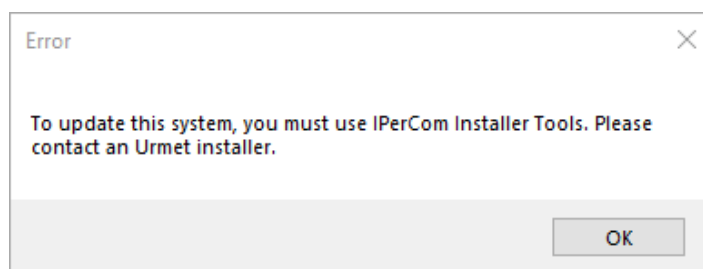 Error
To update this system, you must use IPerCom Installer Tools. Please
contact an Urmet installer.
OK